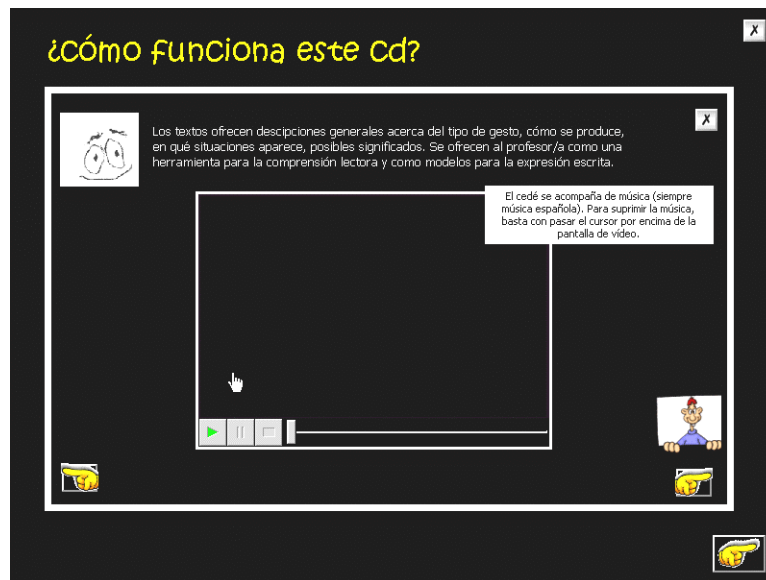 ¿cómo funciona este cd?
Los textos ofrecen descipciones generales acerca del tipo de gesto, cómo se produce,
en qué situaciones aparece, posibles significados. Se ofrecen al profesor/a como una
herramienta para la comprensión lectora y como modelos para la expresión escrita.
El cedé se acompaña de música (siempre
música española). Para suprimir la música,
basta con pasar el cursor por encima de la
pantalla de vídeo.